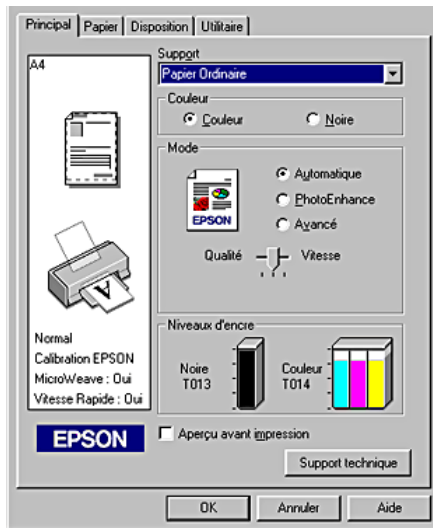 Principal Papier Disposition Utilitaire
A4
Support
Papier Ordinaire
Couleur
Couleur Noire
Mode
EPSON
Automatique
PhotoEnhance
Avancé
Qualité Vitesse
Normal
Calibration EPSON
MicroWeave : Oui
Vitesse Rapide : Oui
Niveaux d'encre
Noire
T013
Couleur
T014
EPSON
Aperçu avant impression
Support technique
OK Annuler Aide